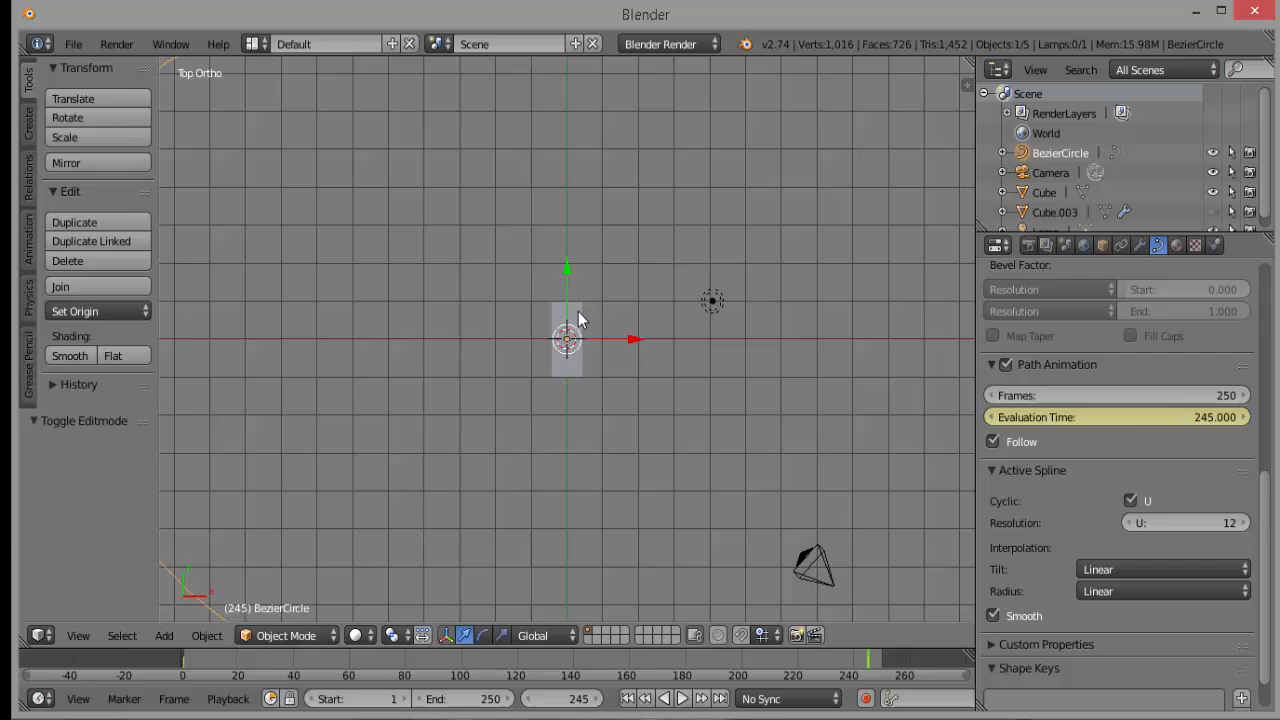 Blender
File Render Window Help Default Scene Blender Render v2.74 | Verts:1,016 | Faces:726 | Tris:1,452 | Objects:1/5 | Lamps:0/1 | Mem:15.98M | BezierCircle
Tools
Create
Relations
Animation
Physics
Grease Pencil
Transform
Translate
Rotate
Scale
Mirror
Edit
Duplicate
Duplicate Linked
Delete
Join
Set Origin
Shading:
Smooth Flat
History
Toggle Editmode
Top Ortho
(245) BezierCircle
View Search All Scenes
Scene
RenderLayers
World
BezierCircle
Camera
Cube
Cube.003
Bevel Factor:
Resolution Start: 0.000
Resolution End: 1.000
Map Taper Fill Caps
Path Animation
Frames: 250
Evaluation Time: 245.000
Follow
Active Spline
Cyclic: U
Resolution: U: 12
Interpolation:
Tilt: Linear
Radius: Linear
Smooth
Custom Properties
Shape Keys
View Select Add Object Object Mode Global
-40 -20 0 20 40 60 80 100 120 140 160 180 200 220 240 260
View Marker Frame Playback Start: 1 End: 250 245 No Sync